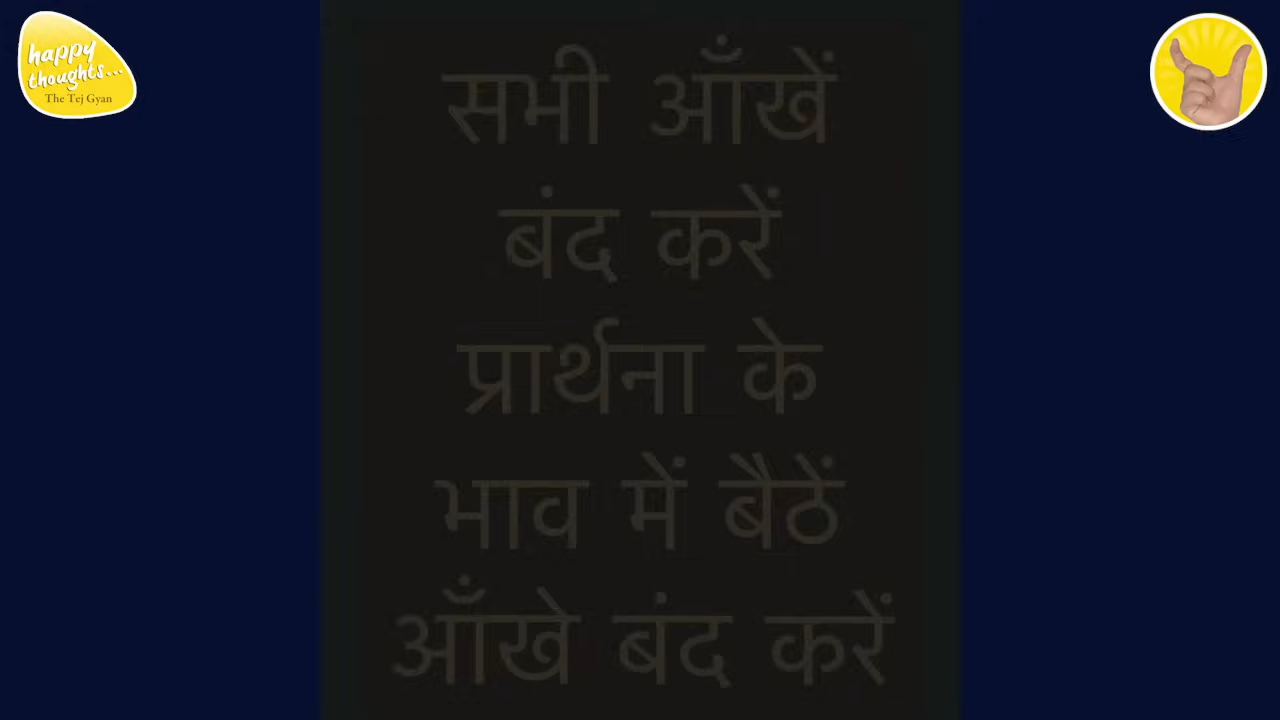 happy
thoughts...
The Tej Gyan
सभी आँखें
बंद करें
प्रार्थना के
भाव में बैठें
आँखे बंद करें